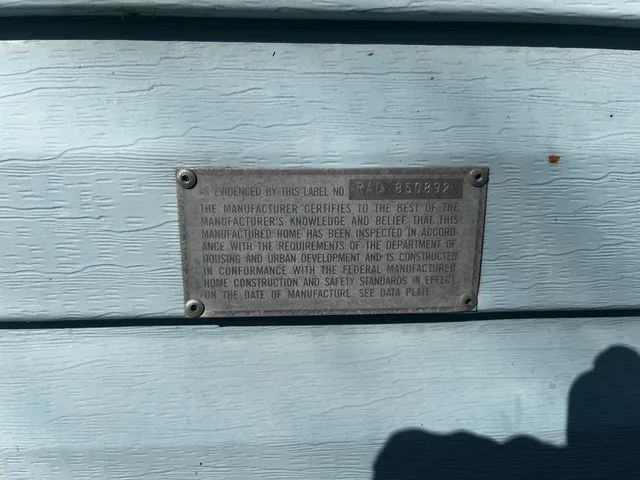 AS EVIDENCED BY THIS LABEL NO. RAD 850892
THE MANUFACTURER CERTIFIES TO THE BEST OF THE
MANUFACTURER'S KNOWLEDGE AND BELIEF THAT THIS
MANUFACTURED HOME HAS BEEN INSPECTED IN ACCORD-
ANCE WITH THE REQUIREMENTS OF THE DEPARTMENT OF
HOUSING AND URBAN DEVELOPMENT AND IS CONSTRUCTED
IN CONFORMANCE WITH THE FEDERAL MANUFACTURED
HOME CONSTRUCTION AND SAFETY STANDARDS IN EFFECT
ON THE DATE OF MANUFACTURE. SEE DATA PLATE.